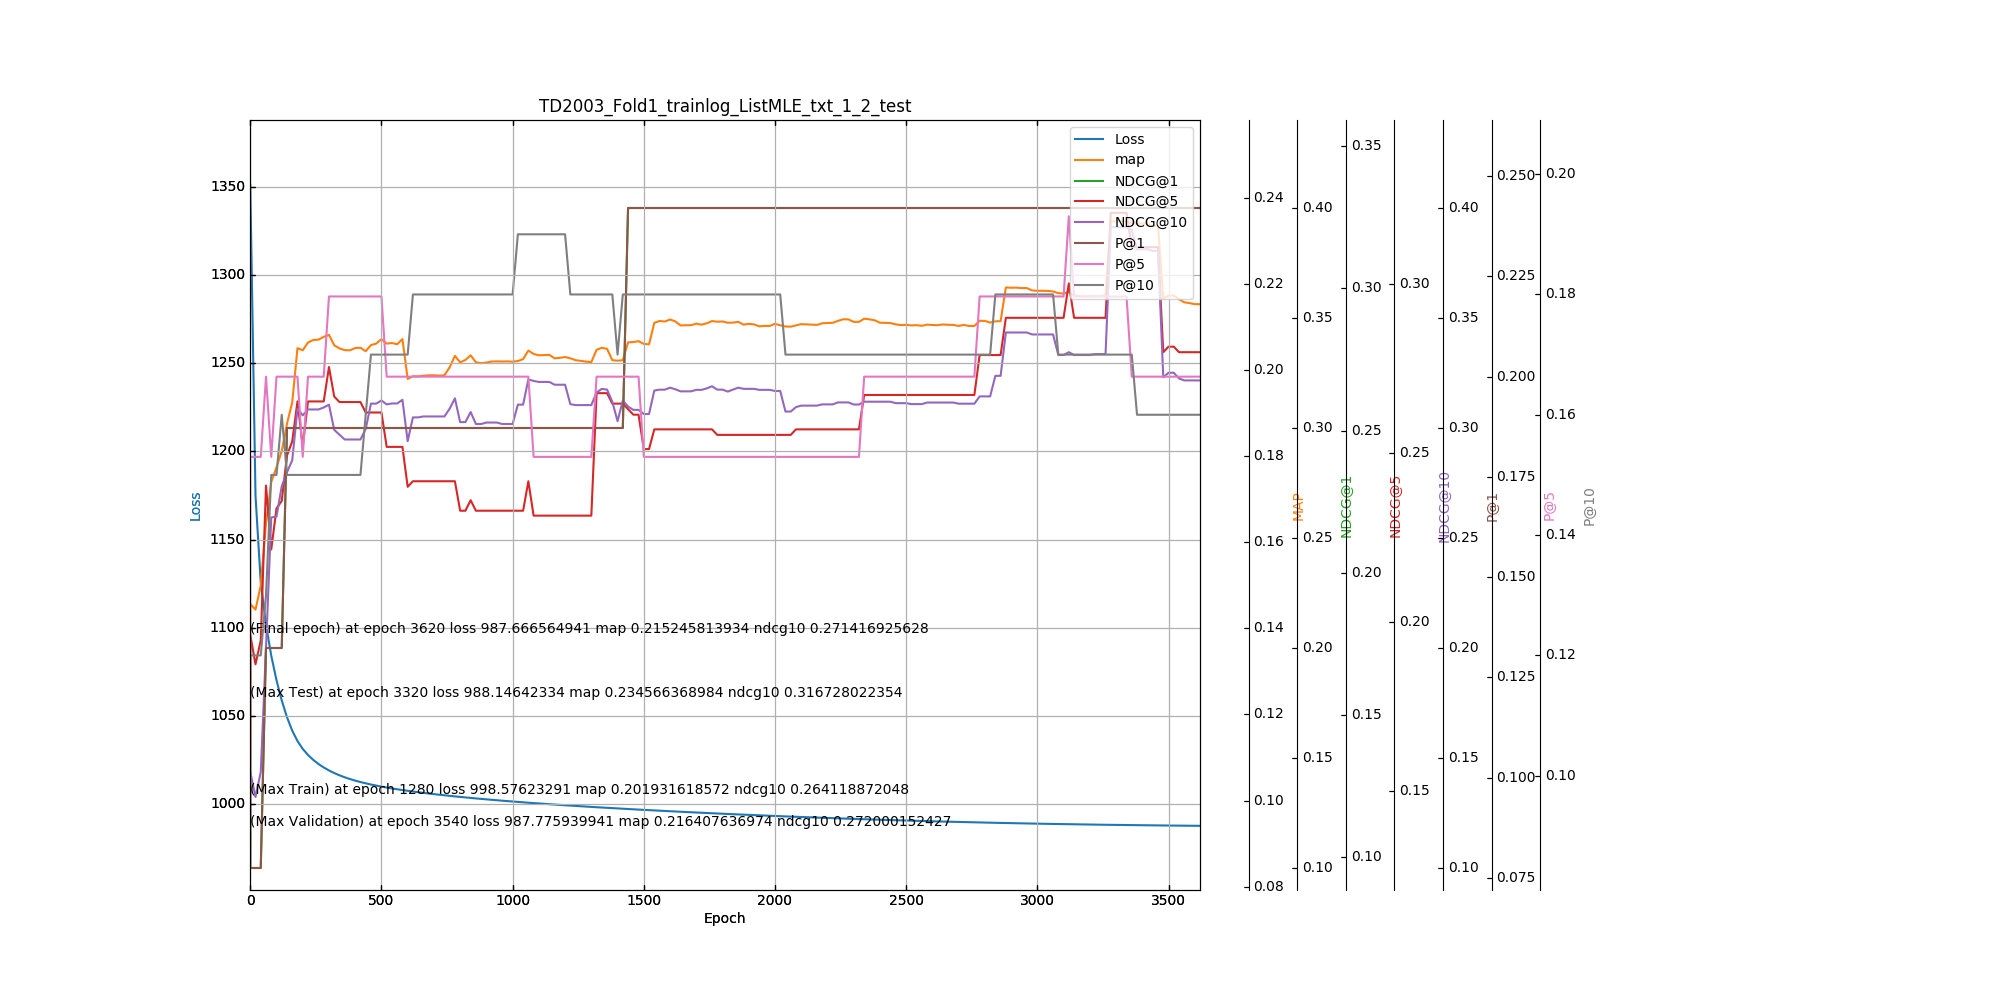 TD2003_Fold1_trainlog_ListMLE_txt_1_2_test
Loss
map
NDCG@1
NDCG@5
NDCG@10
P@1
P@5
P@10
1350
1300
1250
1200
1150
1100
1050
1000
Loss
(Final epoch) at epoch 3620 loss 987.666564941 map 0.215245813934 ndcg10 0.271416925628
(Max Test) at epoch 3320 loss 988.14642334 map 0.234566368984 ndcg10 0.316728022354
(Max Train) at epoch 1280 loss 998.57623291 map 0.201931618572 ndcg10 0.264118872048
(Max Validation) at epoch 3540 loss 987.775939941 map 0.216407636974 ndcg10 0.272000152427
0 500 1000 1500 2000 2500 3000 3500
Epoch
0.24
0.22
0.20
0.18
0.16
0.14
0.12
0.10
0.08
MAP
0.40
0.35
0.30
0.25
0.20
0.15
0.10
NDCG@1
0.35
0.30
0.25
0.20
0.15
0.10
NDCG@5
0.30
0.25
0.20
0.15
NDCG@10
0.40
0.35
0.30
0.25
0.20
0.15
0.10
P@1
0.250
0.225
0.200
0.175
0.150
0.125
0.100
0.075
P@5
0.20
0.18
0.16
0.14
0.12
0.10
P@10